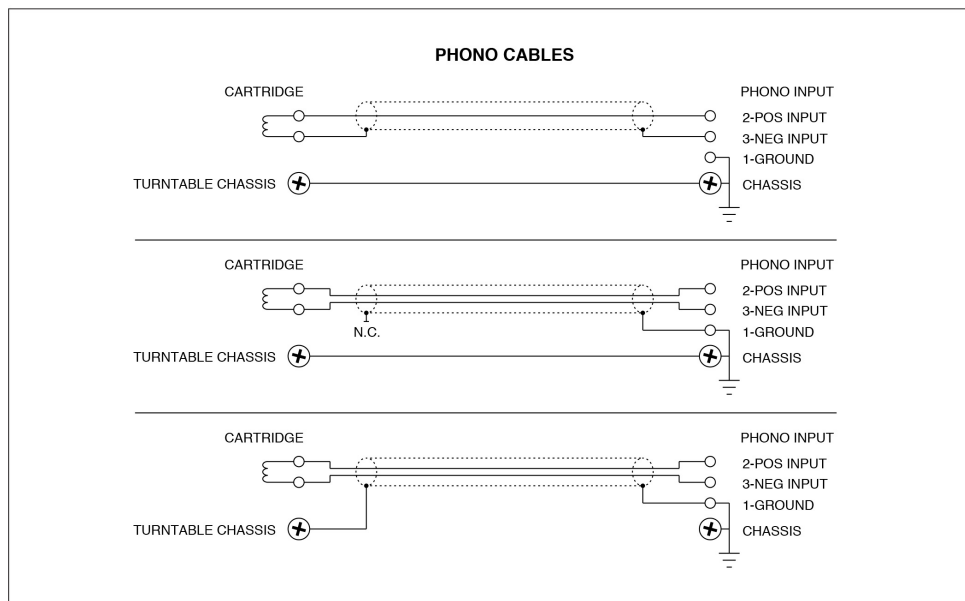 PHONO CABLES
CARTRIDGE PHONO INPUT
2-POS INPUT
3-NEG INPUT
1-GROUND
TURNTABLE CHASSIS CHASSIS
CARTRIDGE PHONO INPUT
2-POS INPUT
3-NEG INPUT
N.C. 1-GROUND
TURNTABLE CHASSIS CHASSIS
CARTRIDGE PHONO INPUT
2-POS INPUT
3-NEG INPUT
1-GROUND
TURNTABLE CHASSIS CHASSIS